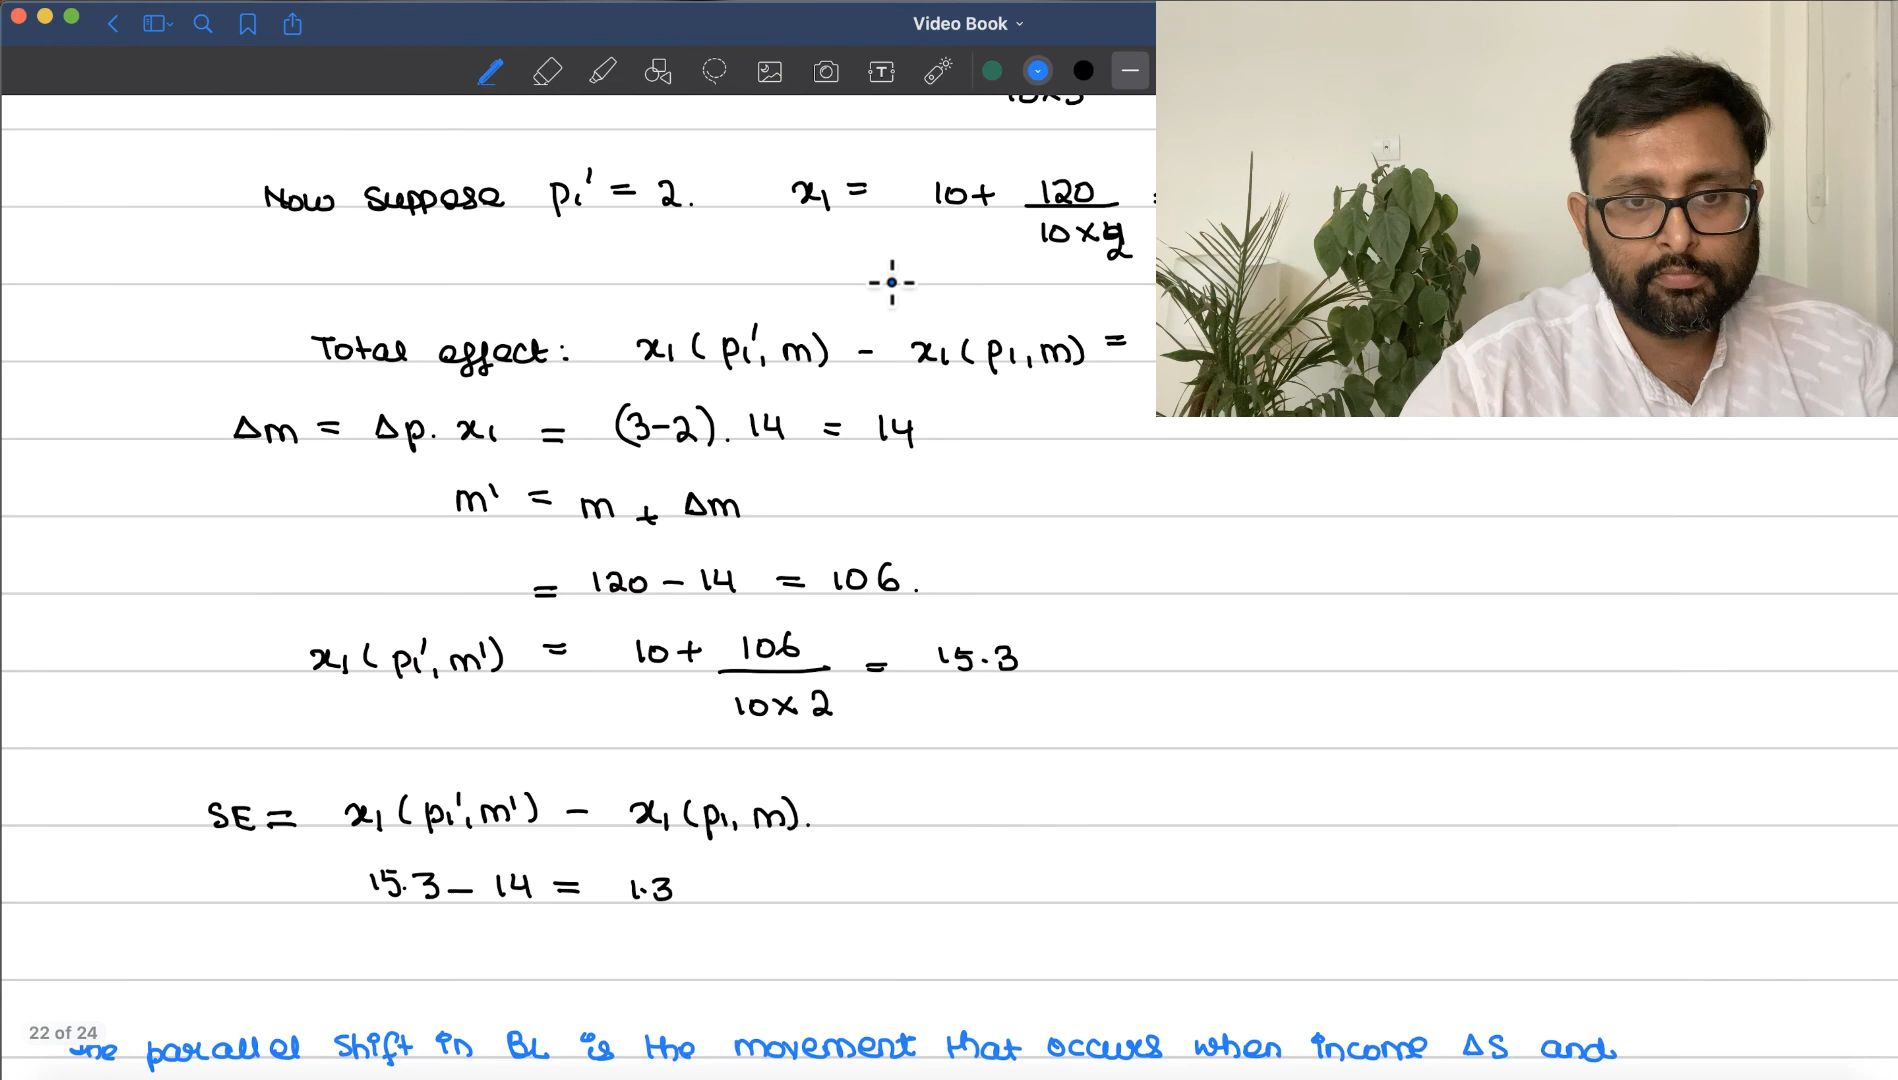 Video Book
10×3
Now suppose p₁' = 2. x₁ = 10 + 120 / 10×2
Total effect: x₁(p₁', m) - x₁(p₁, m) =
Δm = Δp. x₁ = (3-2). 14 = 14
m' = m + Δm
= 120 - 14 = 106.
x₁(p₁', m') = 10 + 106 / 10×2 = 15.3
SE = x₁(p₁', m') - x₁(p₁, m).
15.3 - 14 = 1.3
22 of 24
The parallel shift in BL is the movement that occurs when income ΔS and